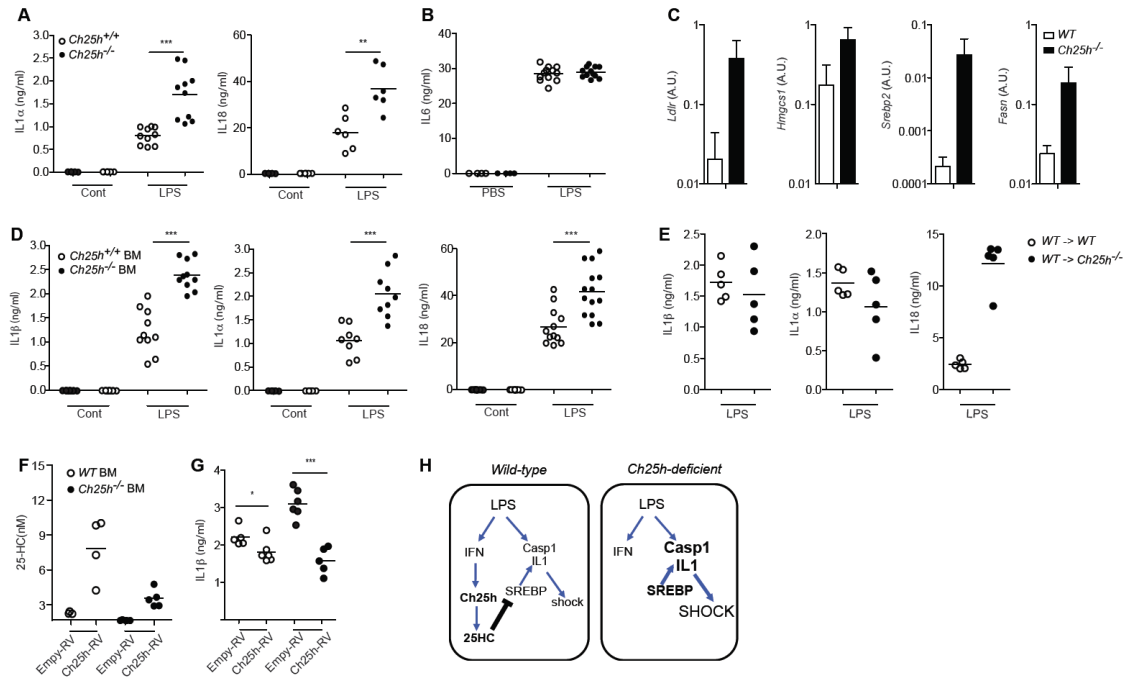 A
IL1α (ng/ml)
3.0
2.5
2.0
1.5
1.0
0.5
0.0
Ch25h+/+
Ch25h-/-
***
Cont
LPS
IL18 (ng/ml)
60
40
20
0
**
Cont
LPS
B
IL6 (ng/ml)
40
30
20
10
0
PBS
LPS
C
Ldlr (A.U.)
1
0.1
0.01
Hmgcs1 (A.U.)
1
0.1
0.01
Srebp2 (A.U.)
0.1
0.01
0.001
0.0001
Fasn (A.U.)
1
0.1
0.01
WT
Ch25h-/-
D
IL1β (ng/ml)
3.0
2.5
2.0
1.5
1.0
0.5
0.0
Ch25h+/+ BM
Ch25h-/- BM
***
Cont
LPS
IL1α (ng/ml)
3.0
2.5
2.0
1.5
1.0
0.5
0.0
***
Cont
LPS
IL18 (ng/ml)
60
40
20
0
***
Cont
LPS
E
IL1β (ng/ml)
2.5
2.0
1.5
1.0
0.5
0.0
LPS
IL1α (ng/ml)
2.0
1.5
1.0
0.5
0.0
LPS
IL18 (ng/ml)
15
10
5
0
LPS
WT -> WT
WT -> Ch25h-/-
F
25-HC(nM)
15
12
9
6
3
WT BM
Ch25h-/- BM
Empy-RV
Ch25h-RV
Empy-RV
Ch25h-RV
G
IL1β (ng/ml)
4
3
2
1
*
***
Empy-RV
Ch25h-RV
Empy-RV
Ch25h-RV
H
Wild-type
LPS
IFN
Casp1
IL1
Ch25h
SREBP
shock
25HC
Ch25h-deficient
LPS
IFN
Casp1
IL1
SREBP
SHOCK